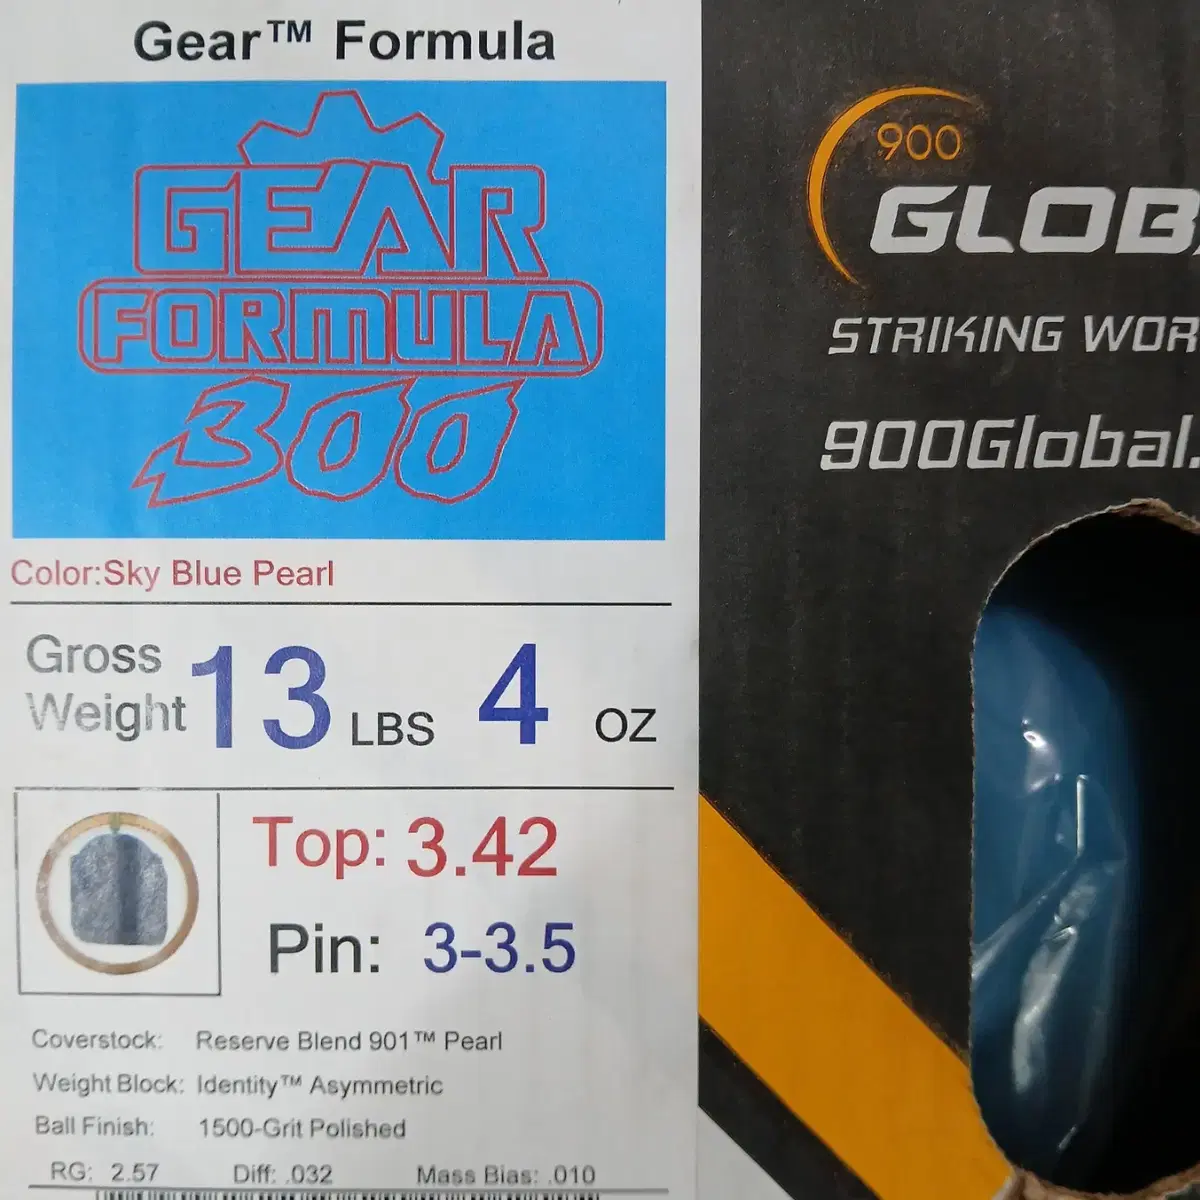 Gear™ Formula
GEAR
FORMULA
300
Color:Sky Blue Pearl
Gross
Weight 13 LBS 4 OZ
Top: 3.42
Pin: 3-3.5
Coverstock: Reserve Blend 901™ Pearl
Weight Block: Identity™ Asymmetric
Ball Finish: 1500-Grit Polished
RG: 2.57 Diff: .032 Mass Bias: .010
900
GLOB
STRIKING WOR
900Global.